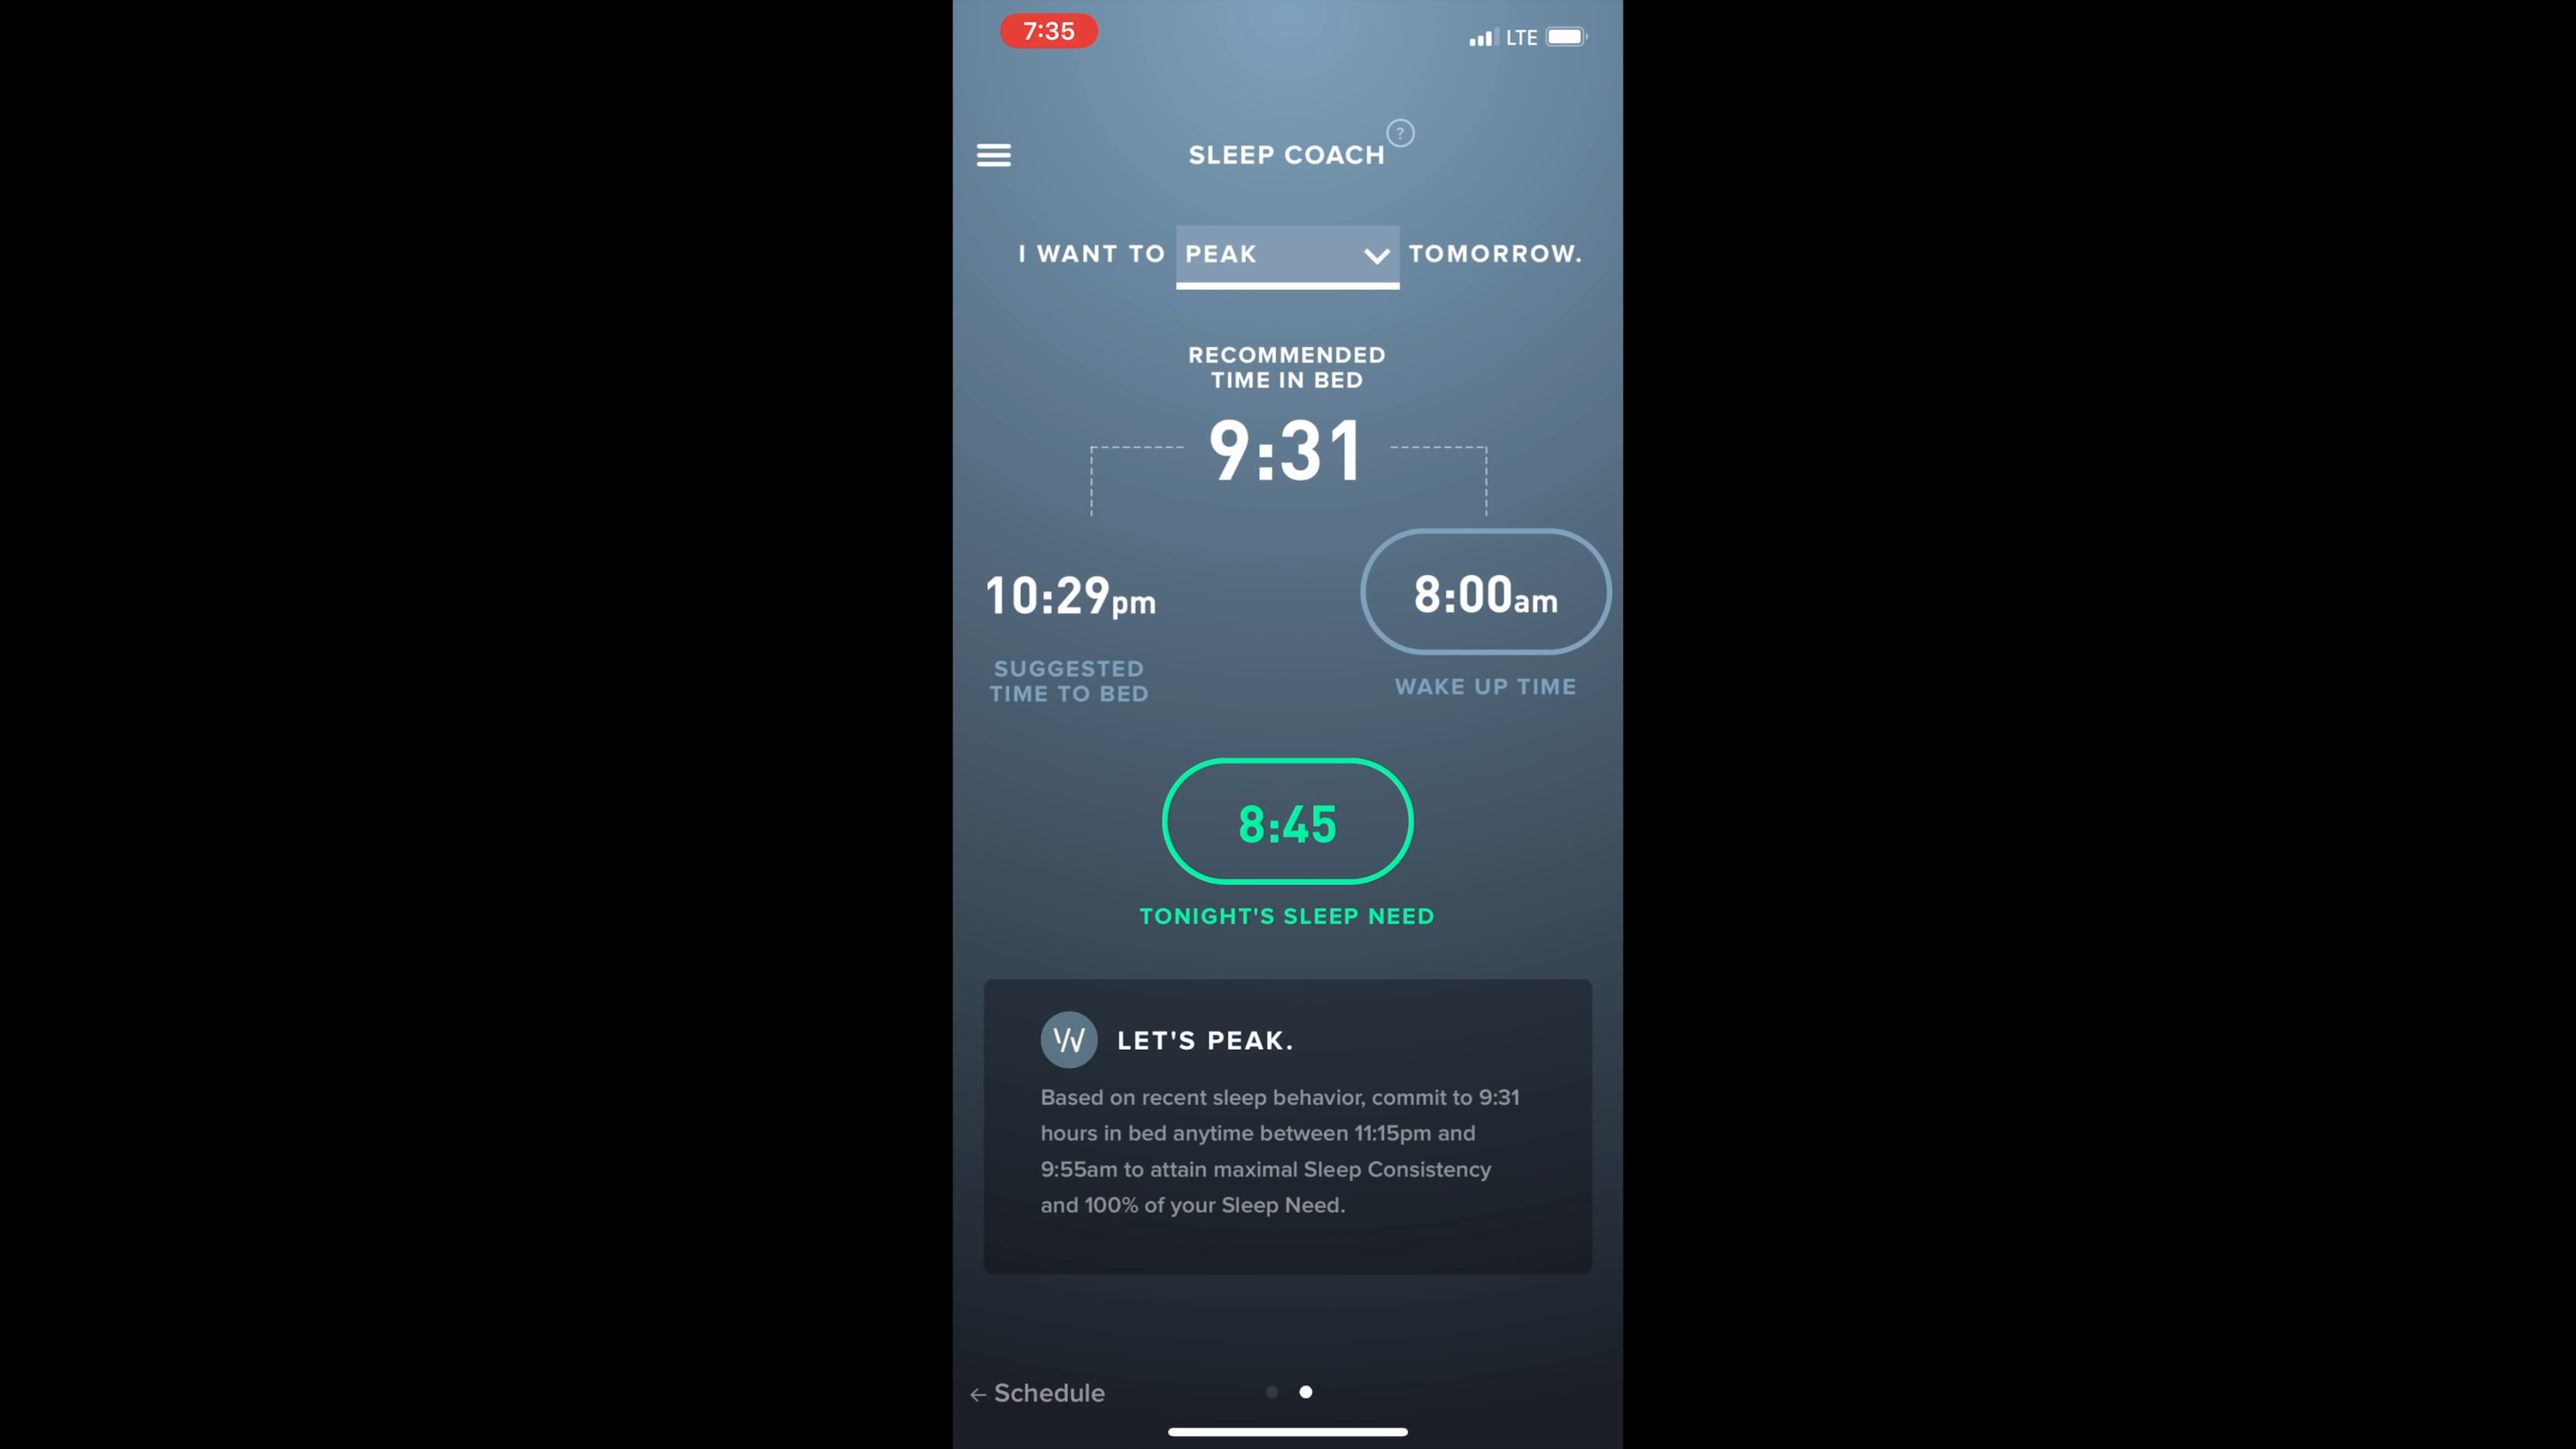 7:35
LTE
SLEEP COACH ?
I WANT TO PEAK TOMORROW.
RECOMMENDED
TIME IN BED
9:31
10:29pm
8:00am
SUGGESTED
TIME TO BED
WAKE UP TIME
8:45
TONIGHT'S SLEEP NEED
W LET'S PEAK.
Based on recent sleep behavior, commit to 9:31
hours in bed anytime between 11:15pm and
9:55am to attain maximal Sleep Consistency
and 100% of your Sleep Need.
← Schedule